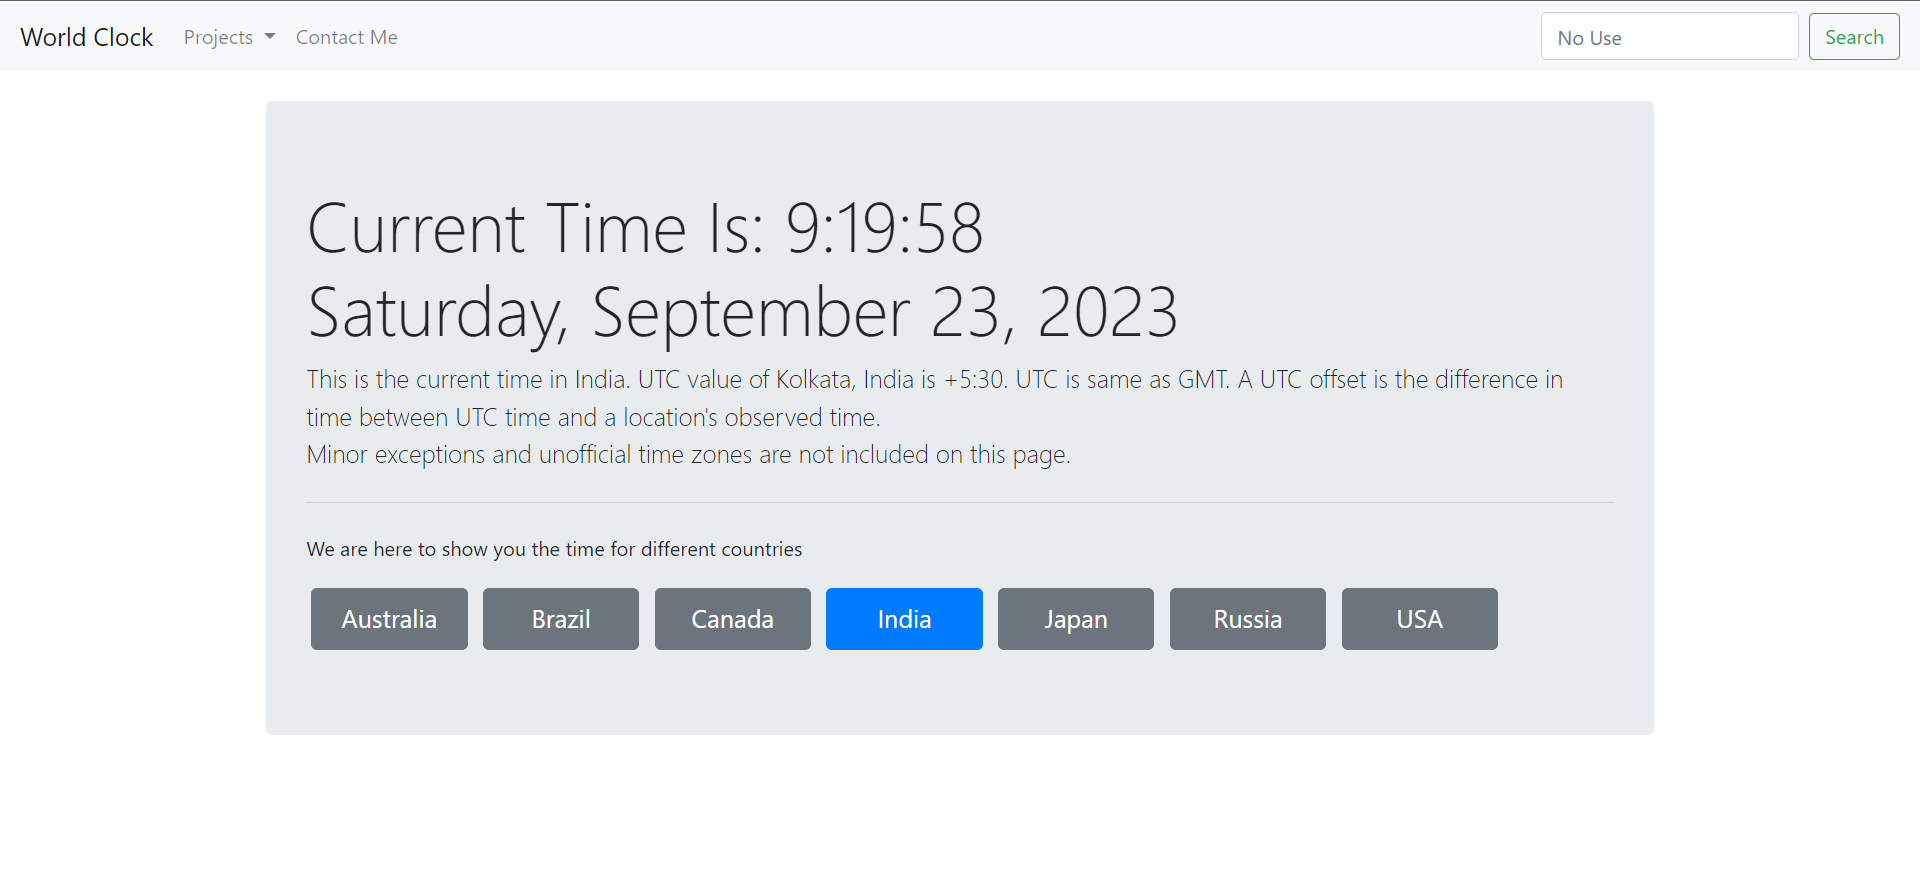 World Clock Projects Contact Me No Use Search
Current Time Is: 9:19:58
Saturday, September 23, 2023
This is the current time in India. UTC value of Kolkata, India is +5:30. UTC is same as GMT. A UTC offset is the difference in
time between UTC time and a location's observed time.
Minor exceptions and unofficial time zones are not included on this page.
We are here to show you the time for different countries
Australia Brazil Canada India Japan Russia USA